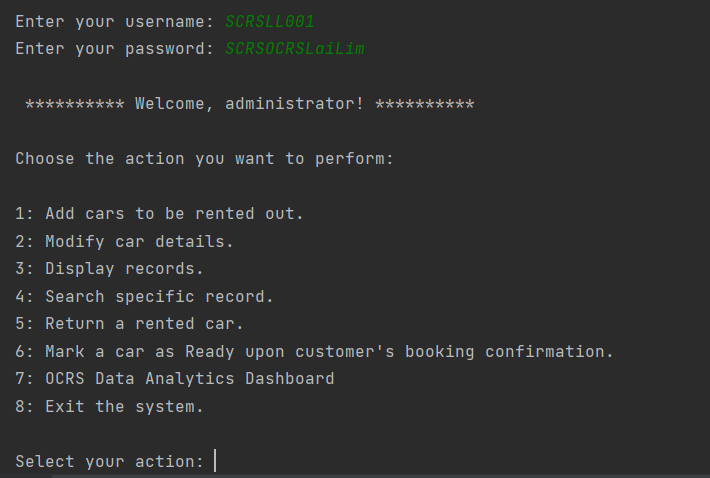 Enter your username: SCRSLL001
Enter your password: SCRSOCRSLaiLim
********** Welcome, administrator! **********
Choose the action you want to perform:
1: Add cars to be rented out.
2: Modify car details.
3: Display records.
4: Search specific record.
5: Return a rented car.
6: Mark a car as Ready upon customer's booking confirmation.
7: OCRS Data Analytics Dashboard
8: Exit the system.
Select your action: